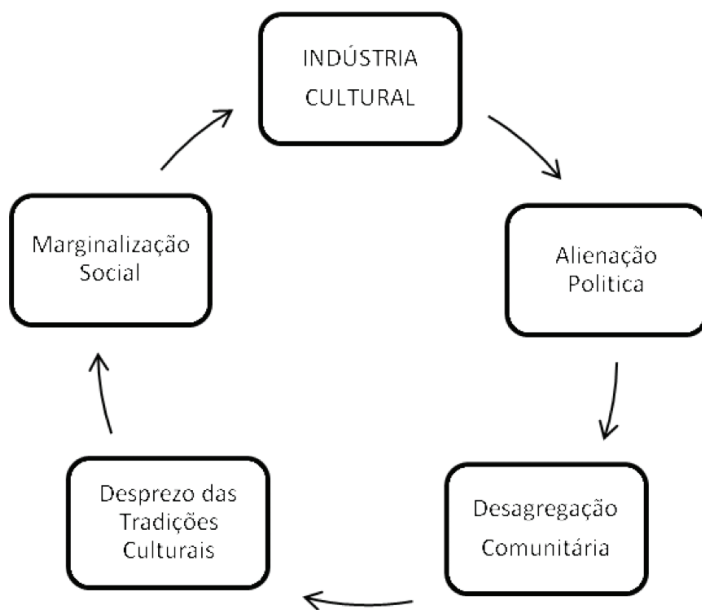 INDÚSTRIA
CULTURAL
Marginalização
Social
Alienação
Politica
Desprezo das
Tradições
Culturais
Desagregação
Comunitária